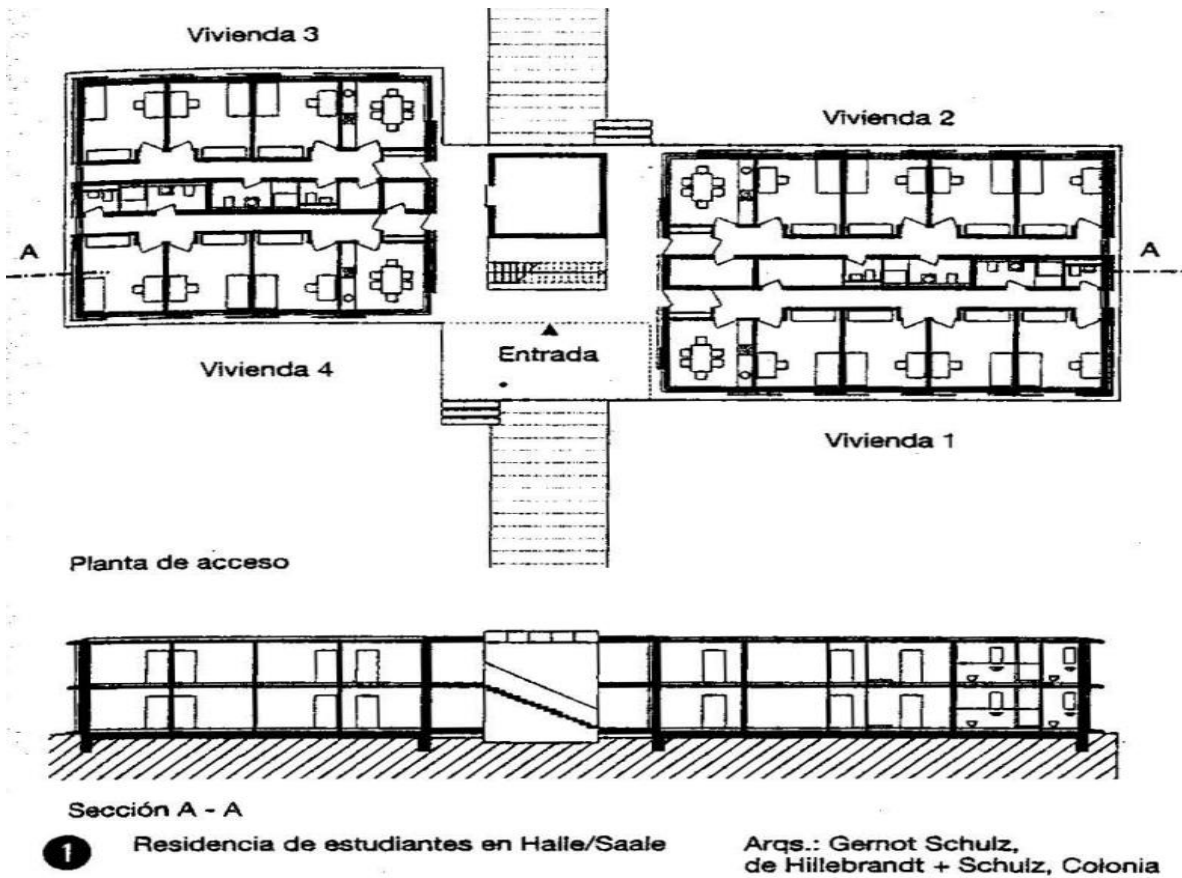 Vivienda 3
Vivienda 2
A
A
Entrada
Vivienda 4
Vivienda 1
Planta de acceso
Sección A - A
1 Residencia de estudiantes en Halle/Saale
Arqs.: Gernot Schulz,
de Hillebrandt + Schulz, Colonia